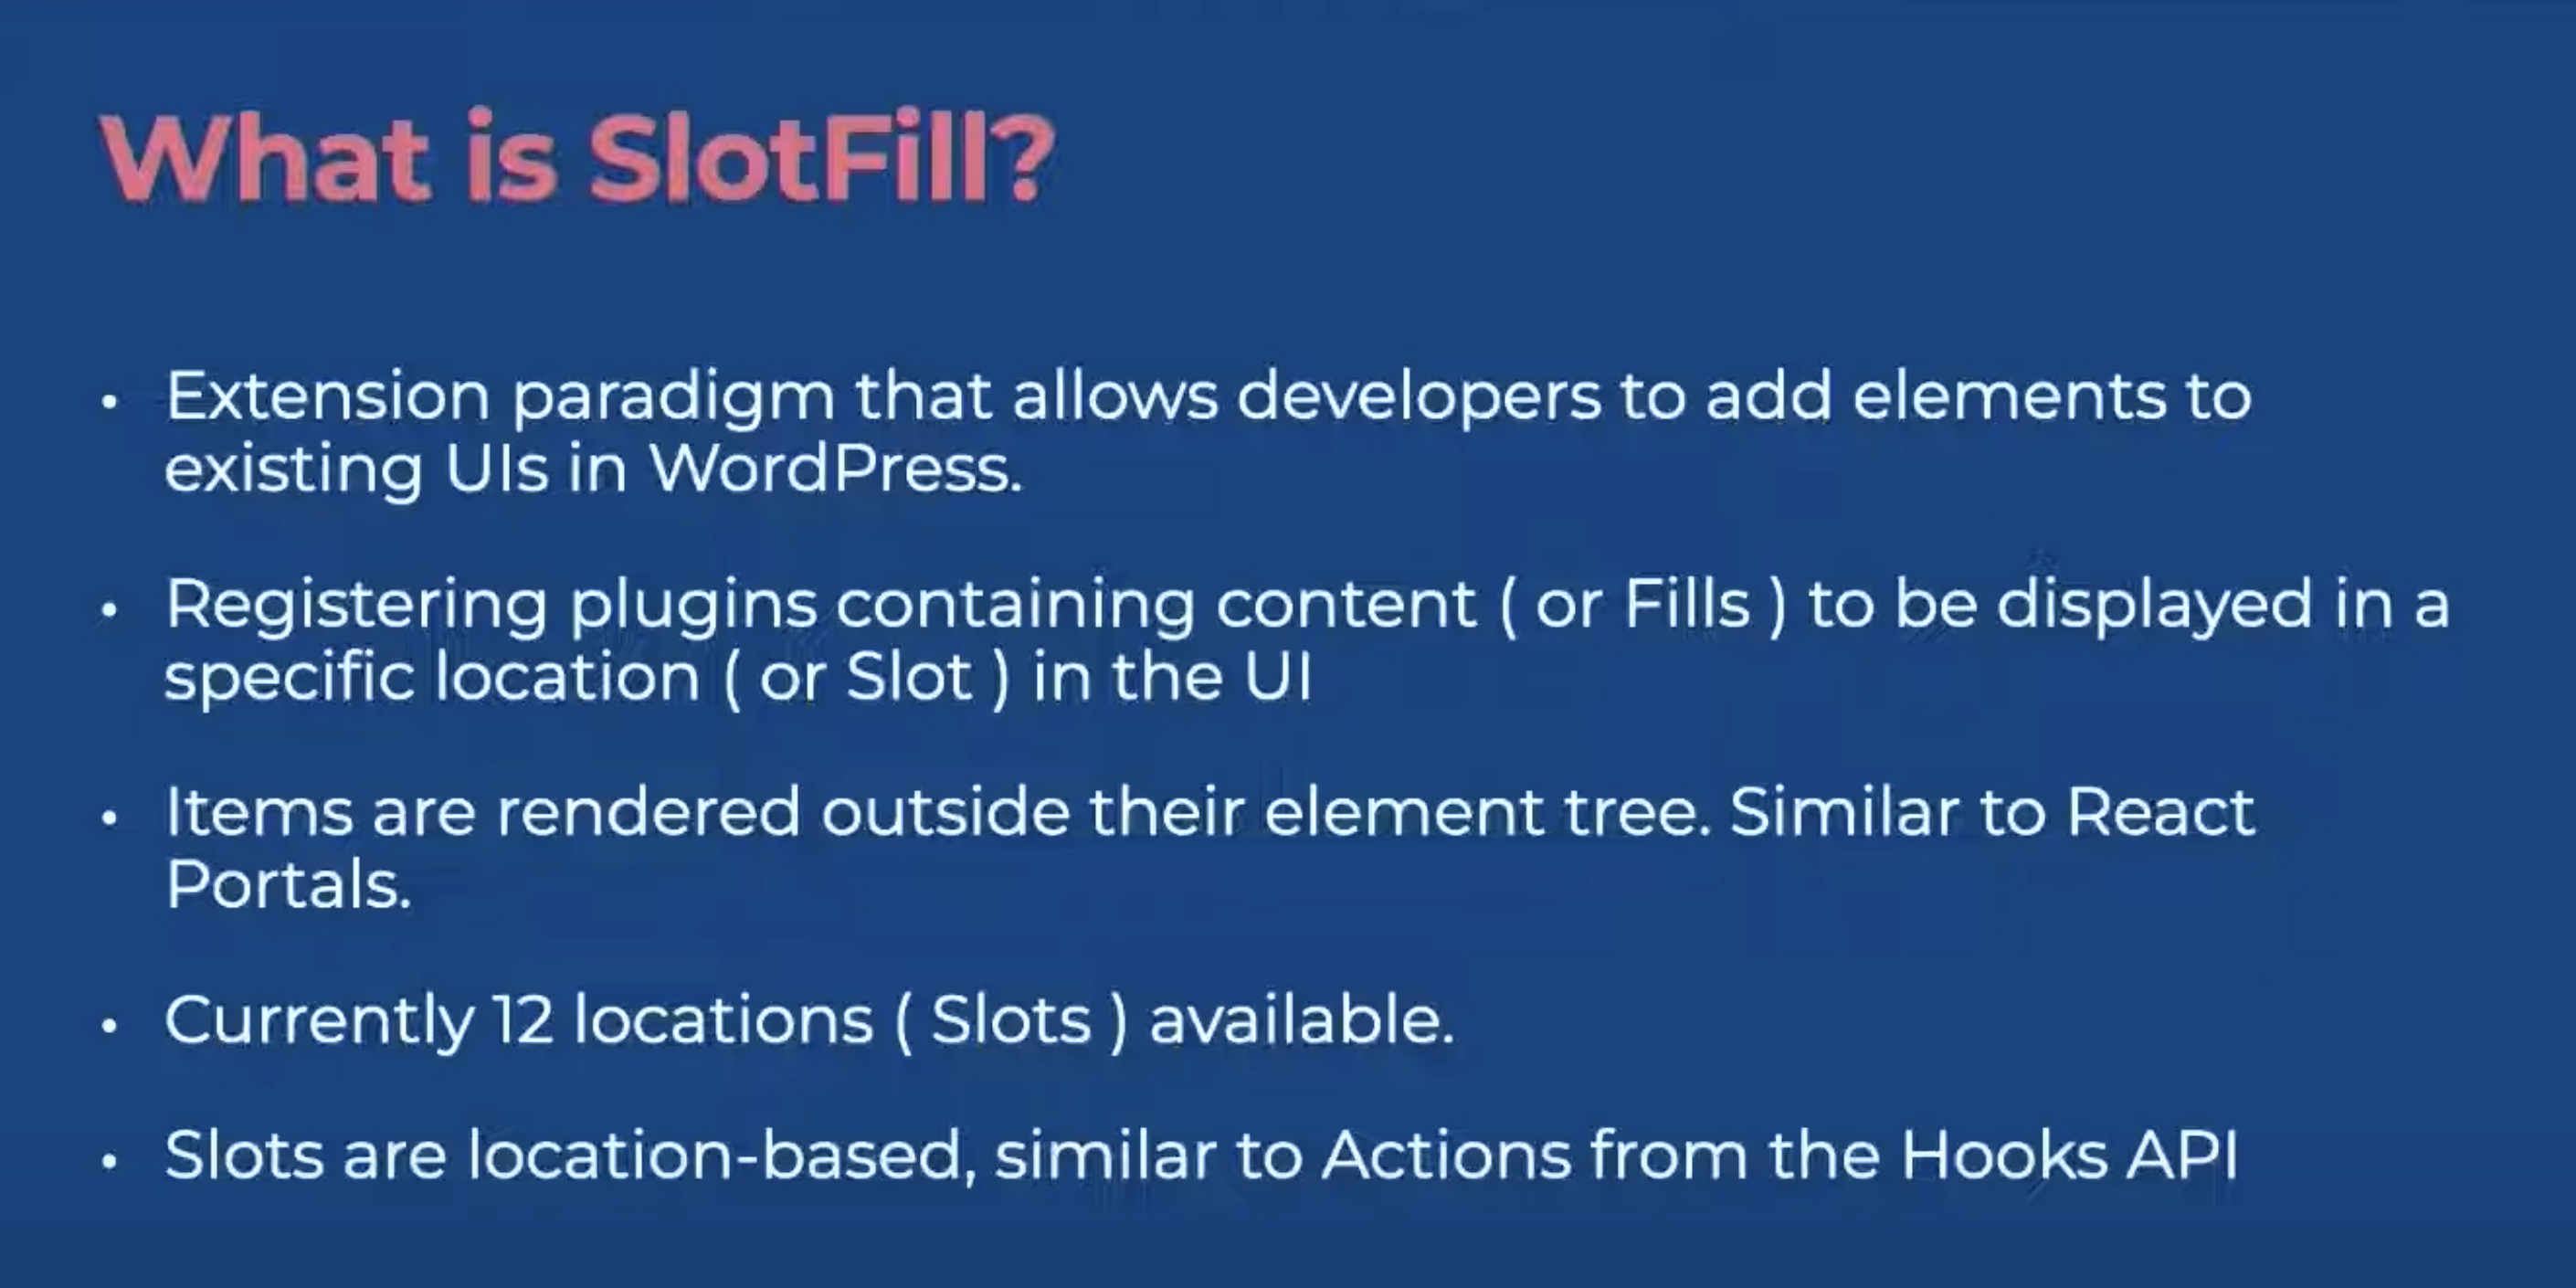 What is SlotFill?
• Extension paradigm that allows developers to add elements to
existing UIs in WordPress.
• Registering plugins containing content ( or Fills ) to be displayed in a
specific location ( or Slot ) in the UI
• Items are rendered outside their element tree. Similar to React
Portals.
• Currently 12 locations ( Slots ) available.
• Slots are location-based, similar to Actions from the Hooks API